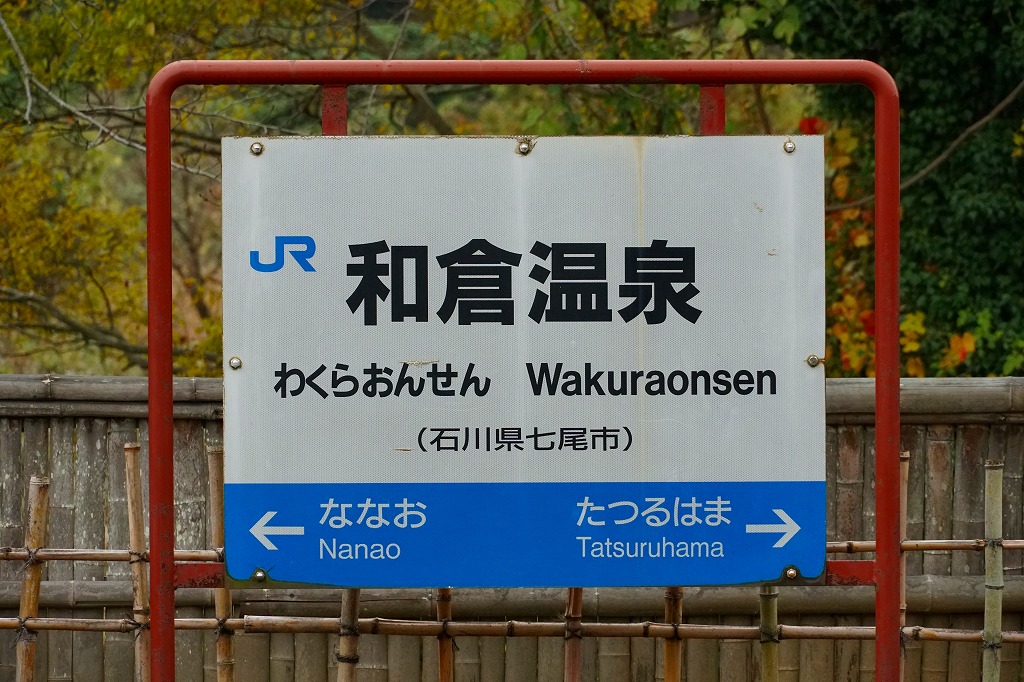 JR 和倉温泉
わくらおんせん Wakuraonsen
（石川県七尾市）
← ななお たつるはま →
Nanao Tatsuruhama